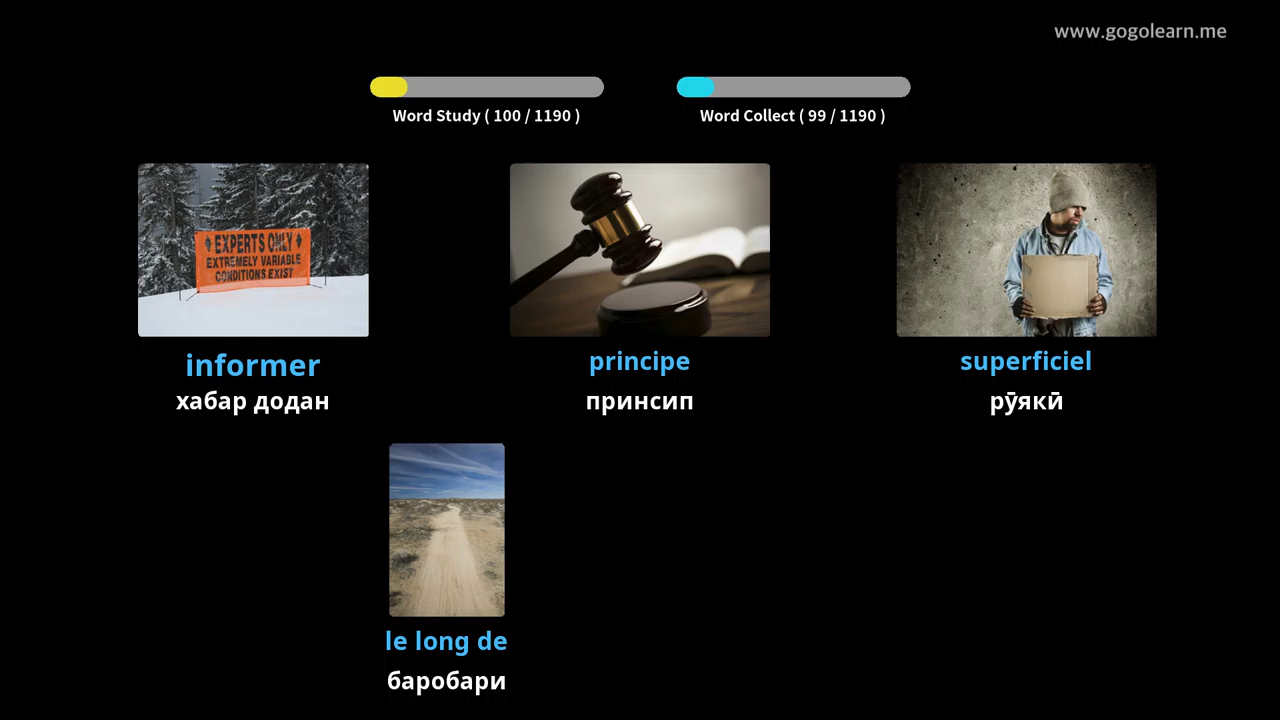 www.gogolearn.me
Word Study ( 100 / 1190 )
Word Collect ( 99 / 1190 )
EXPERTS ONLY
EXTREMELY VARIABLE
CONDITIONS EXIST
informer
хабар додан
principe
принсип
superficiel
рӯякӣ
le long de
баробари